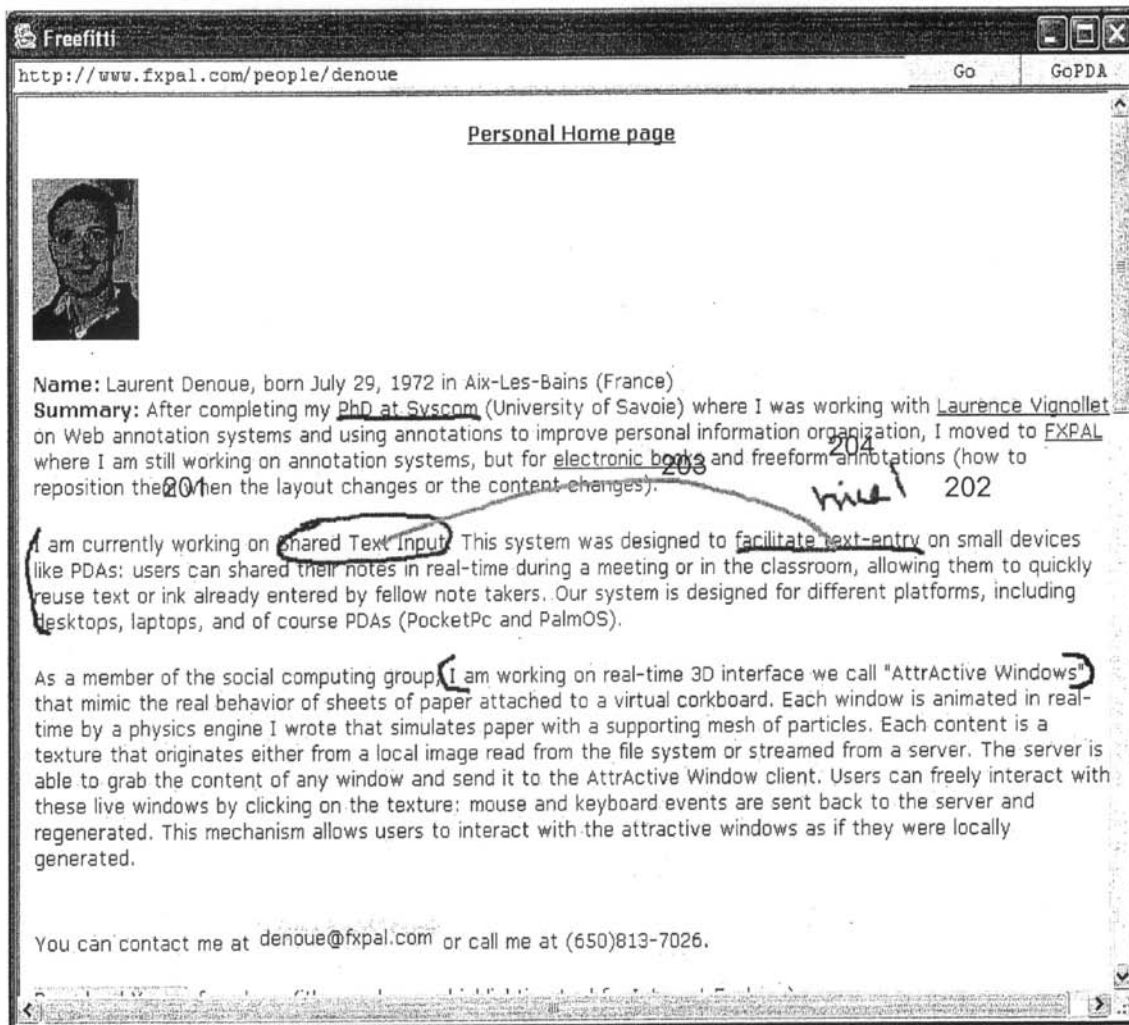 Freefitti
http://www.fxpal.com/people/denoue Go GoPDA
Personal Home page
Name: Laurent Denoue, born July 29, 1972 in Aix-Les-Bains (France)
Summary: After completing my PhD at Syscom (University of Savoie) where I was working with Laurence Vignollet
on Web annotation systems and using annotations to improve personal information organization, I moved to FXPAL
204
where I am still working on annotation systems, but for electronic books and freeform annotations (how to
203
reposition them when the layout changes or the content changes).
201
nice! 202
I am currently working on Shared Text Input. This system was designed to facilitate text-entry on small devices
like PDAs: users can shared their notes in real-time during a meeting or in the classroom, allowing them to quickly
reuse text or ink already entered by fellow note takers. Our system is designed for different platforms, including
desktops, laptops, and of course PDAs (PocketPc and PalmOS).
As a member of the social computing group, I am working on real-time 3D interface we call "AttrActive Windows"
that mimic the real behavior of sheets of paper attached to a virtual corkboard. Each window is animated in real-
time by a physics engine I wrote that simulates paper with a supporting mesh of particles. Each content is a
texture that originates either from a local image read from the file system or streamed from a server. The server is
able to grab the content of any window and send it to the AttrActive Window client. Users can freely interact with
these live windows by clicking on the texture: mouse and keyboard events are sent back to the server and
regenerated. This mechanism allows users to interact with the attractive windows as if they were locally
generated.
You can contact me at denoue@fxpal.com or call me at (650)813-7026.